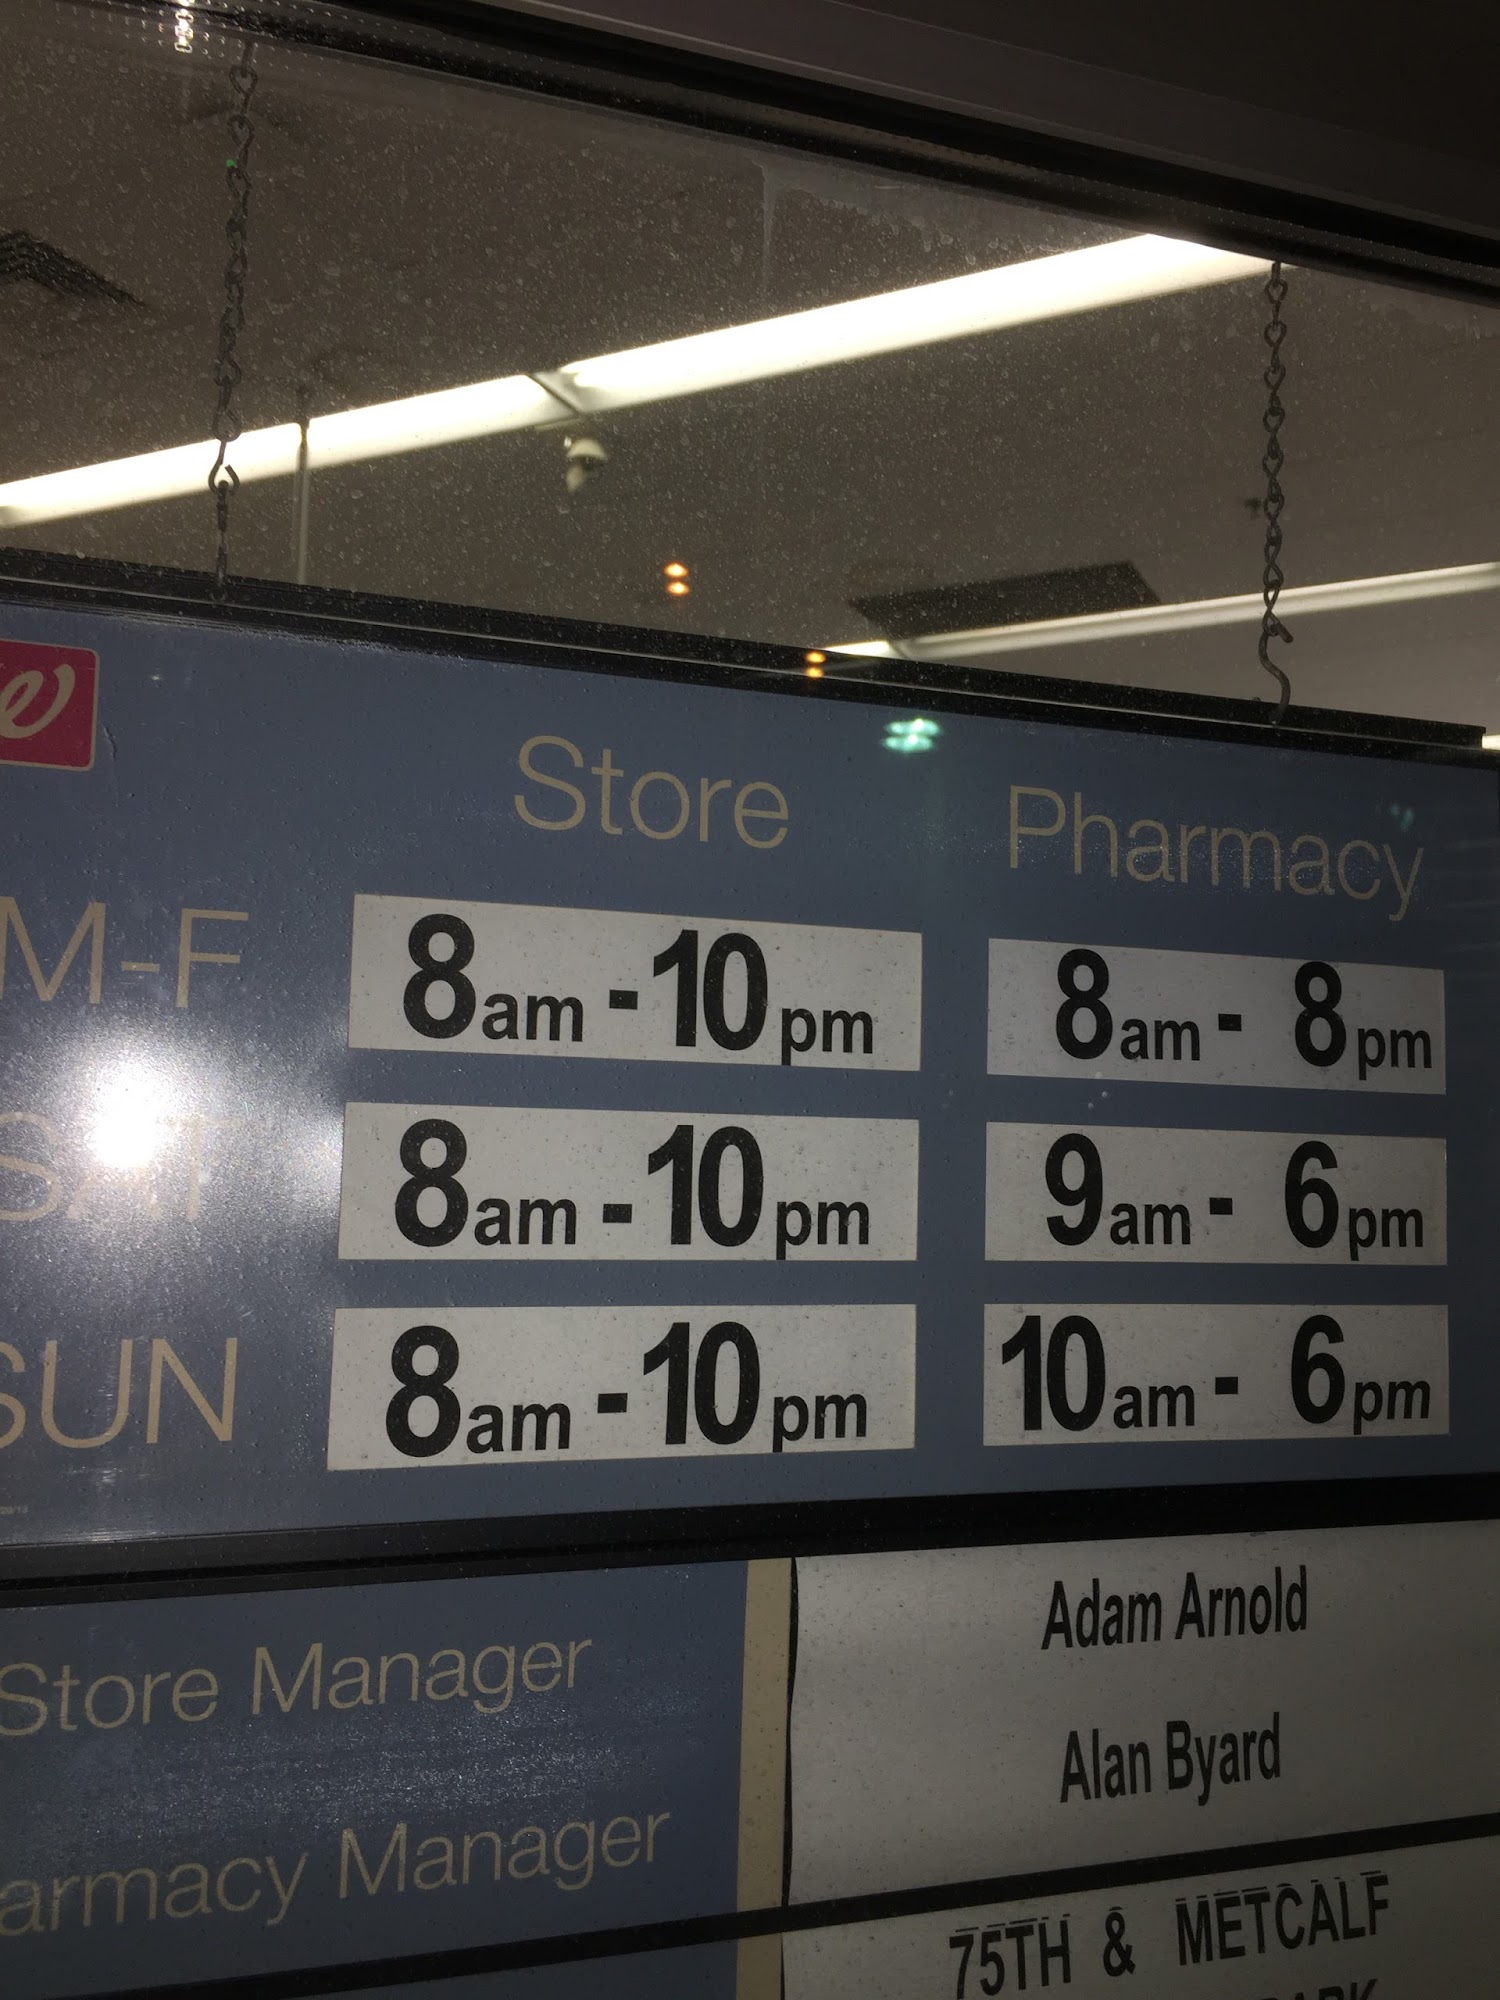 Store Pharmacy
M-F 8am - 10pm 8am - 8pm
SAT 8am - 10pm 9am - 6pm
SUN 8am - 10pm 10am - 6pm
Store Manager Adam Arnold
armacy Manager Alan Byard
75TH & METCALF